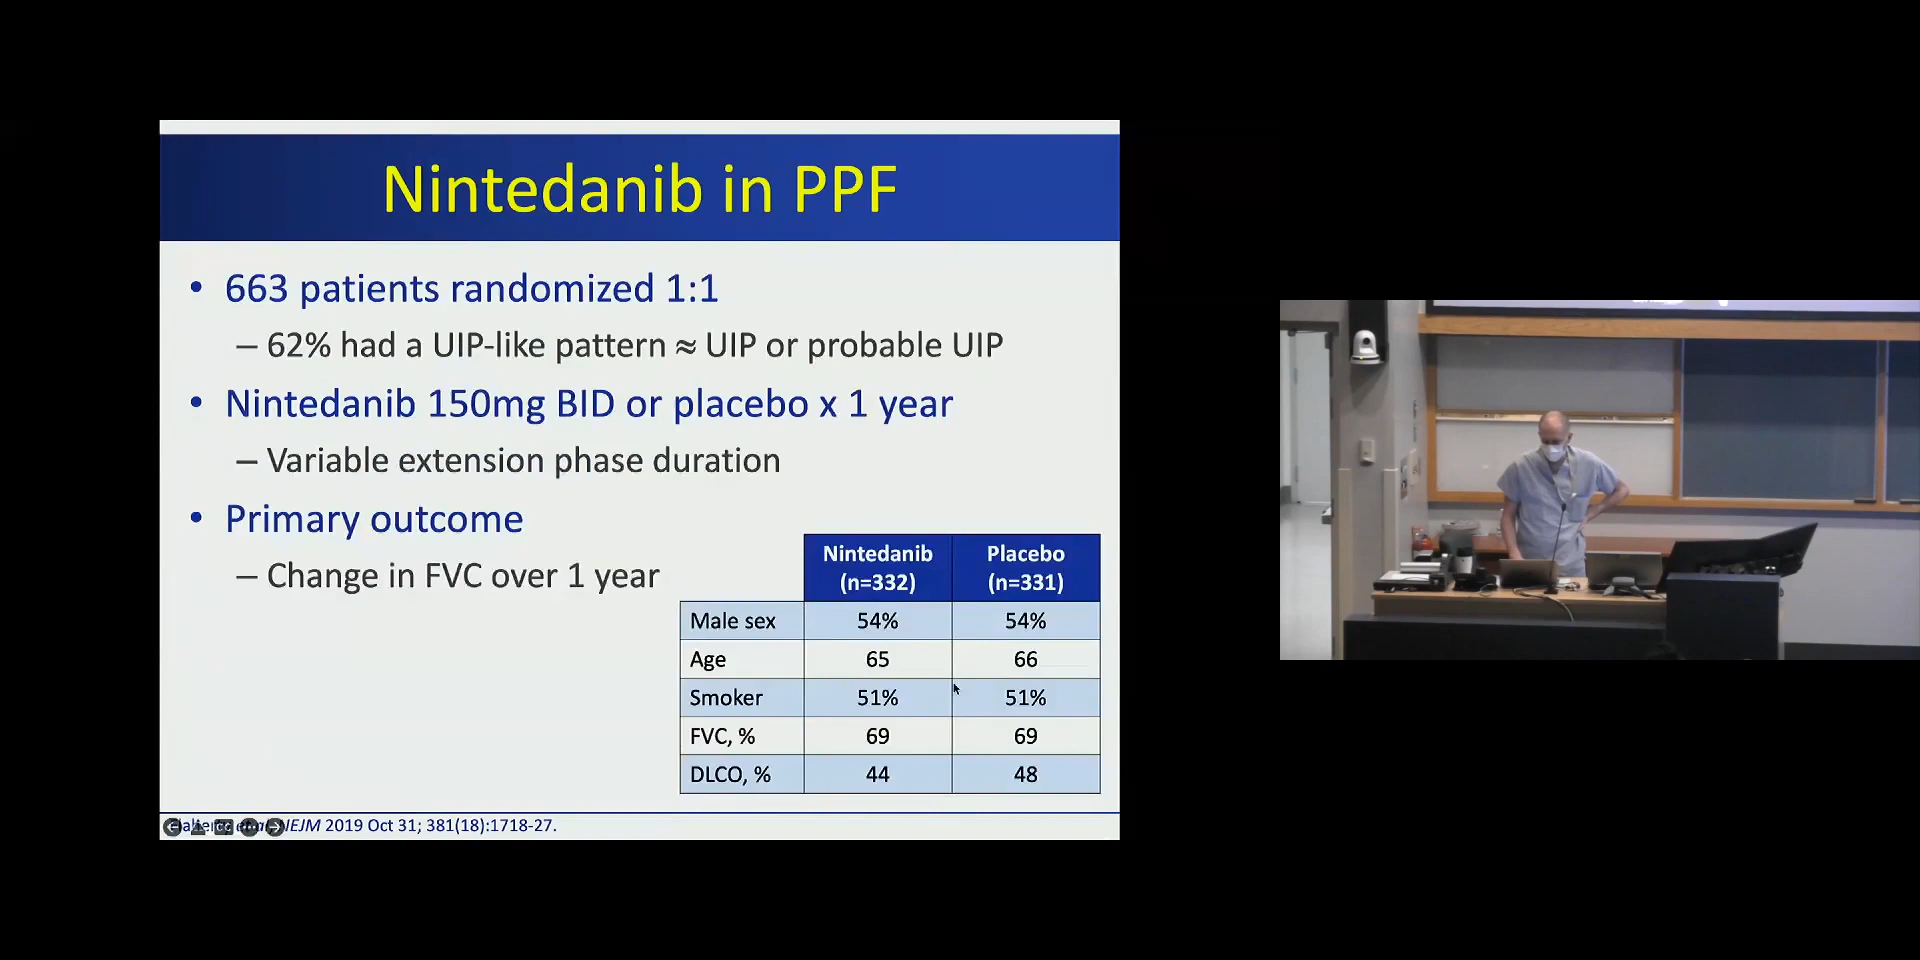 Nintedanib in PPF
• 663 patients randomized 1:1
– 62% had a UIP-like pattern ≈ UIP or probable UIP
• Nintedanib 150mg BID or placebo x 1 year
– Variable extension phase duration
• Primary outcome
– Change in FVC over 1 year
Nintedanib (n=332) Placebo (n=331)
Male sex 54% 54%
Age 65 66
Smoker 51% 51%
FVC, % 69 69
DLCO, % 44 48
NEJM 2019 Oct 31; 381(18):1718-27.